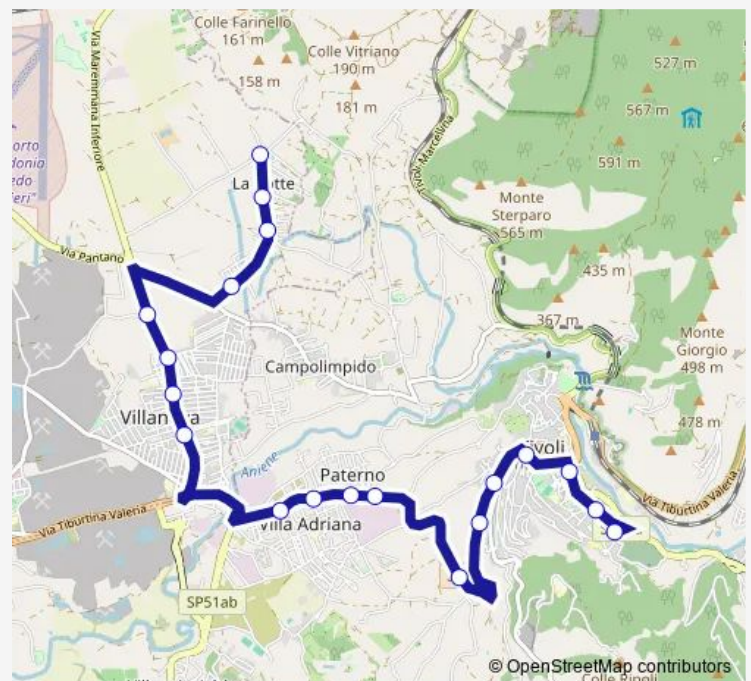 Colle Farinello
161 m
Colle Vitriano
190 m
158 m
181 m
527 m
567 m
591 m
Via Maremmana Inferiore
Tivoli-Marcellina
Monte
Sterparo
565 m
435 m
367 m
Via Pantano
Monte
Giorgio
498 m
478 m
Campolimpido
Aniene
Paterno
Villa Adriana
Via Tiburtina Valeria
Via Tiburtina Valeria
SP51ab
© OpenStreetMap contributors